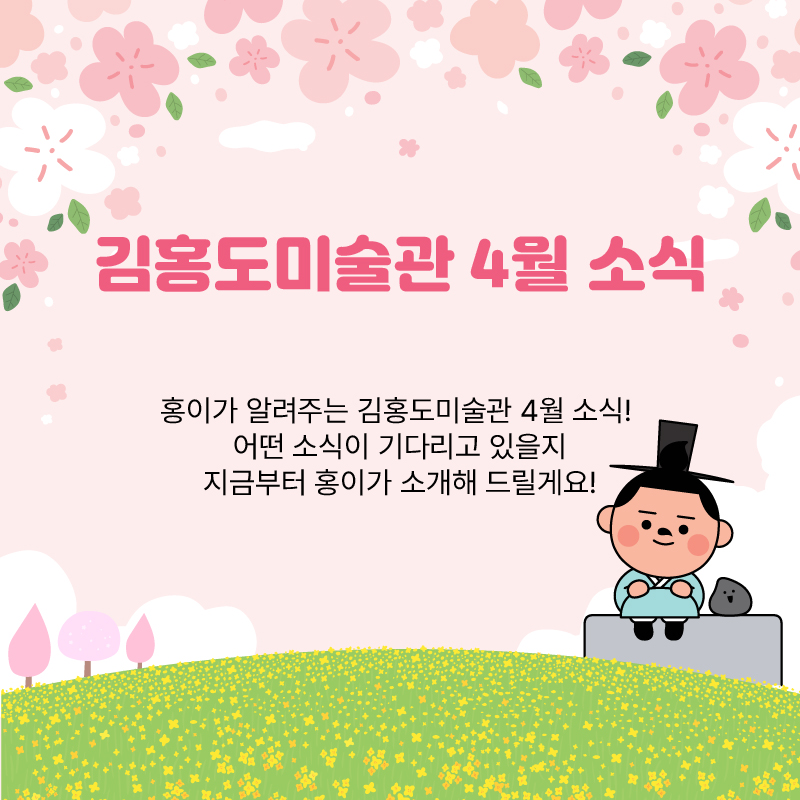 김홍도미술관 4월 소식
홍이가 알려주는 김홍도미술관 4월 소식!
어떤 소식이 기다리고 있을지
지금부터 홍이가 소개해 드릴게요!